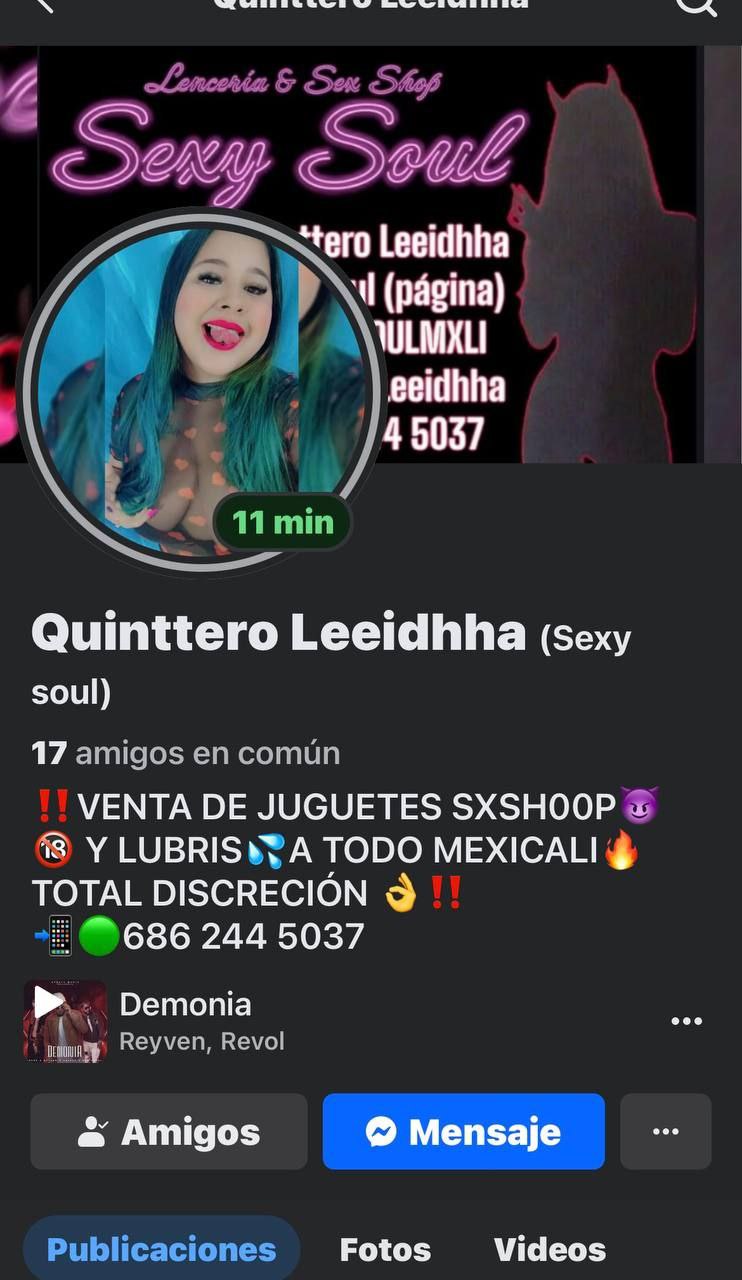 Lencería & Sex Shop
Sexy Soul
ttero Leeidhha
ul (página)
OULMXLI
Leeidhha
4 5037
11 min
Quinttero Leeidhha (Sexy
soul)
17 amigos en común
‼️VENTA DE JUGUETES SXSH00P😈
🔞 Y LUBRIS💦A TODO MEXICALI🔥
TOTAL DISCRECIÓN 👌‼️
📲🟢686 244 5037
DEMONIA
Demonia
Reyven, Revol
Amigos
Mensaje
Publicaciones
Fotos
Videos